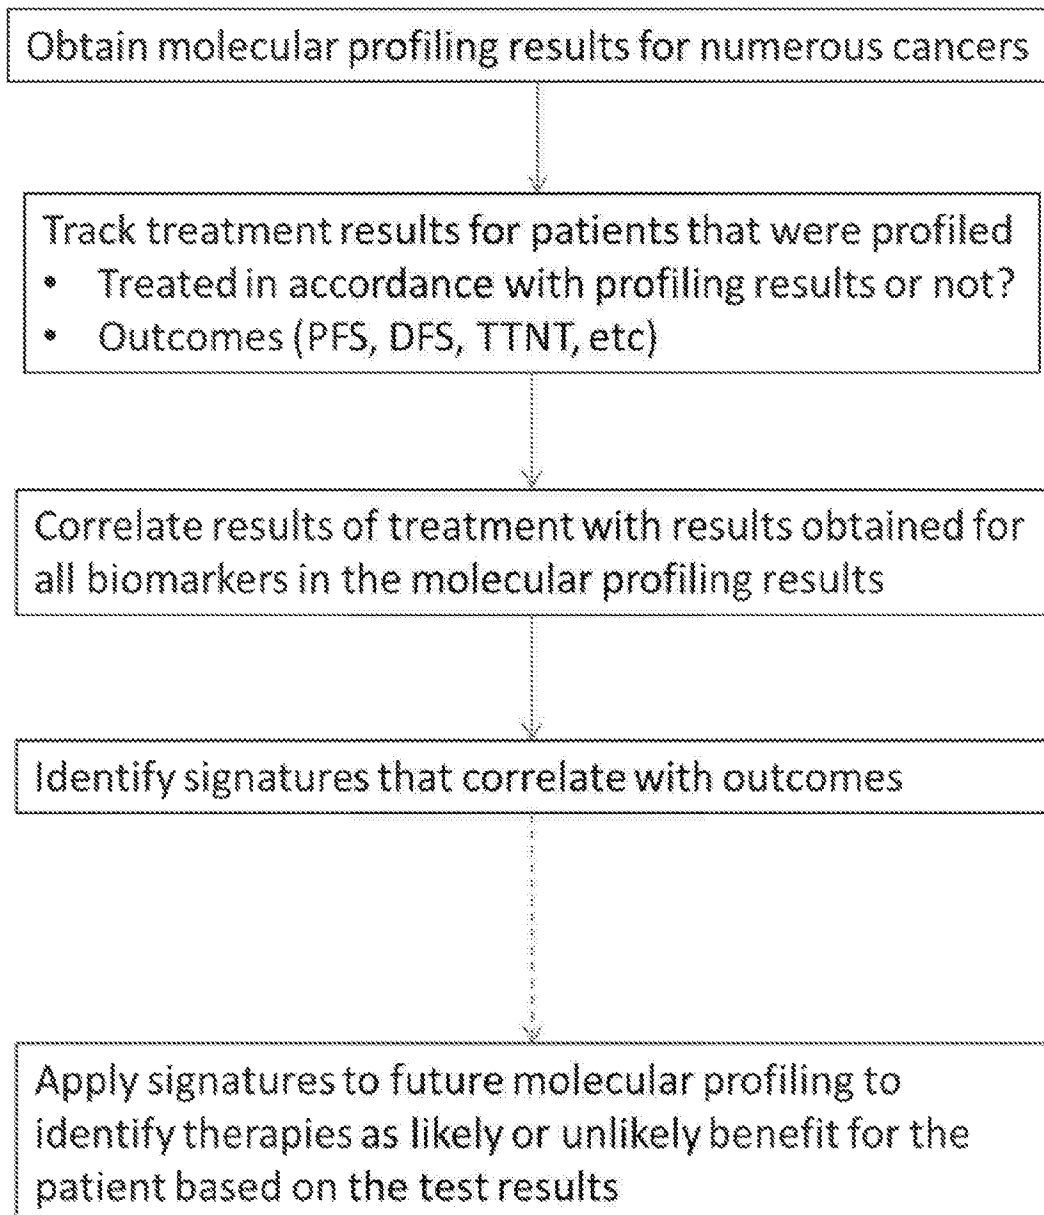 Obtain molecular profiling results for numerous cancers
Track treatment results for patients that were profiled
• Treated in accordance with profiling results or not?
• Outcomes (PFS, DFS, TTNT, etc)
Correlate results of treatment with results obtained for
all biomarkers in the molecular profiling results
Identify signatures that correlate with outcomes
Apply signatures to future molecular profiling to
identify therapies as likely or unlikely benefit for the
patient based on the test results